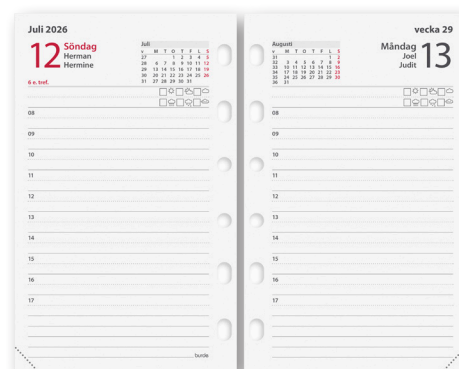 Juli 2026
12 Söndag
Herman
Hermine
6 e. tref.
Juli
v M T O T F L S
27 1 2 3 4 5
28 6 7 8 9 10 11 12
29 13 14 15 16 17 18 19
30 20 21 22 23 24 25 26
31 27 28 29 30 31
08
09
10
11
12
13
14
15
16
17
burde
vecka 29
Måndag 13
Joel
Judit
Augusti
v M T O T F L S
31 1 2
32 3 4 5 6 7 8 9
33 10 11 12 13 14 15 16
34 17 18 19 20 21 22 23
35 24 25 26 27 28 29 30
36 31
08
09
10
11
12
13
14
15
16
17